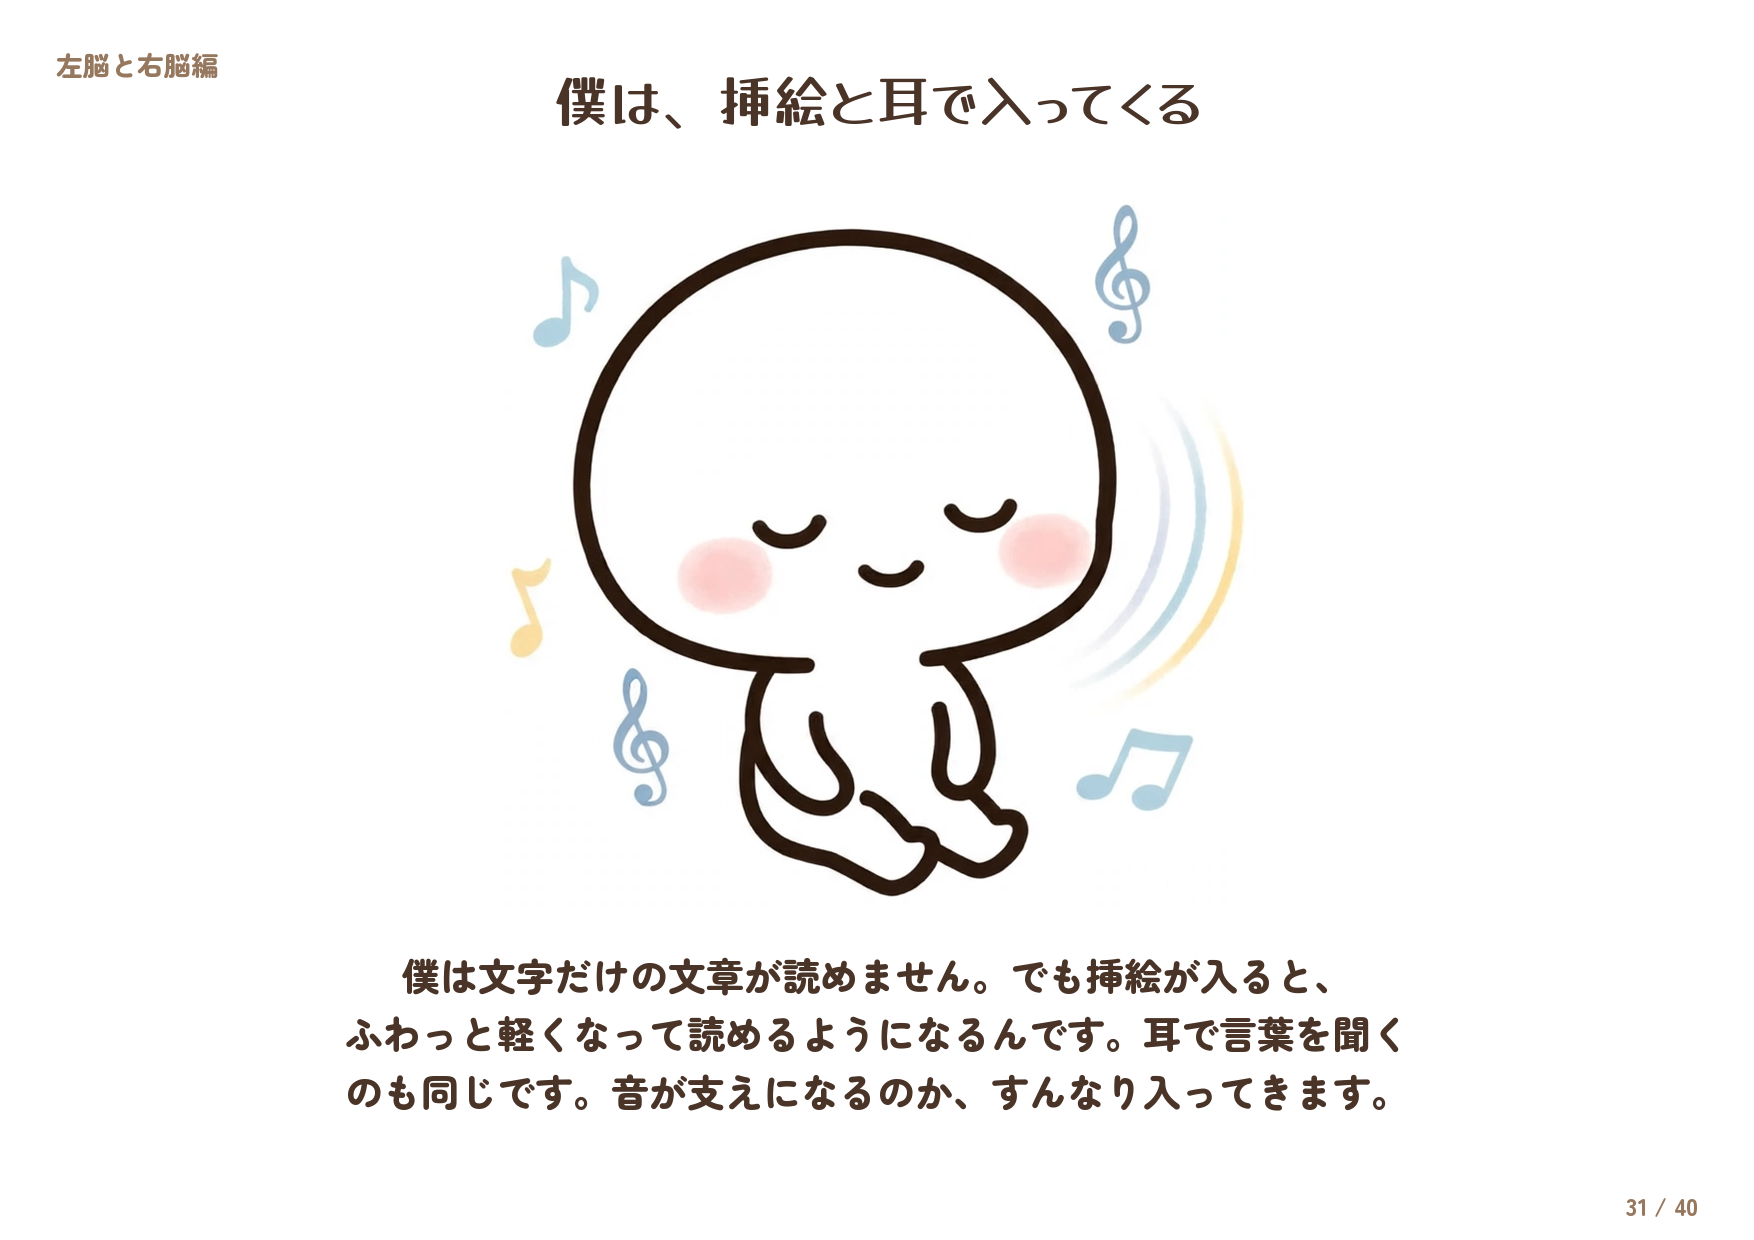 左脳と右脳編
僕は、挿絵と耳で入ってくる
僕は文字だけの文章が読めません。でも挿絵が入ると、
ふわっと軽くなって読めるようになるんです。耳で言葉を聞く
のも同じです。音が支えになるのか、すんなり入ってきます。
31 / 40